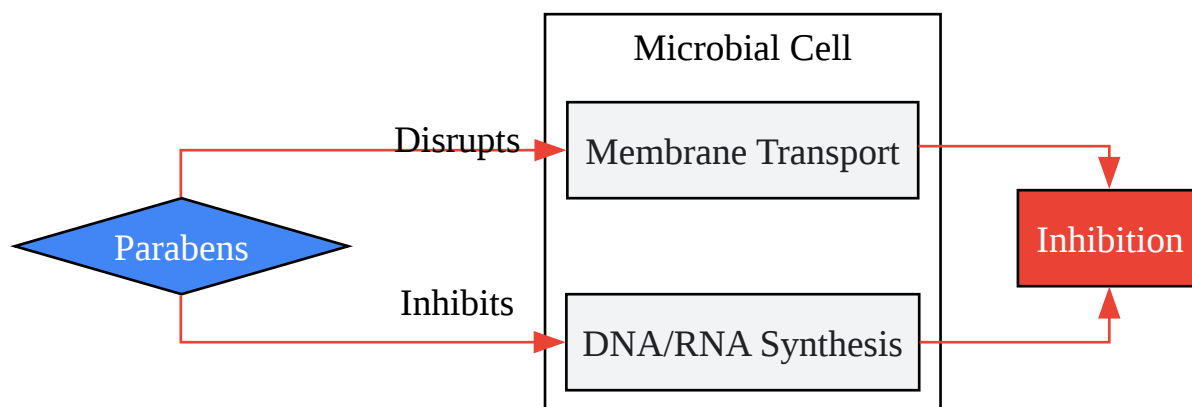 Microbial Cell
Disrupts
Membrane Transport
Parabens
Inhibition
Inhibits
DNA/RNA Synthesis